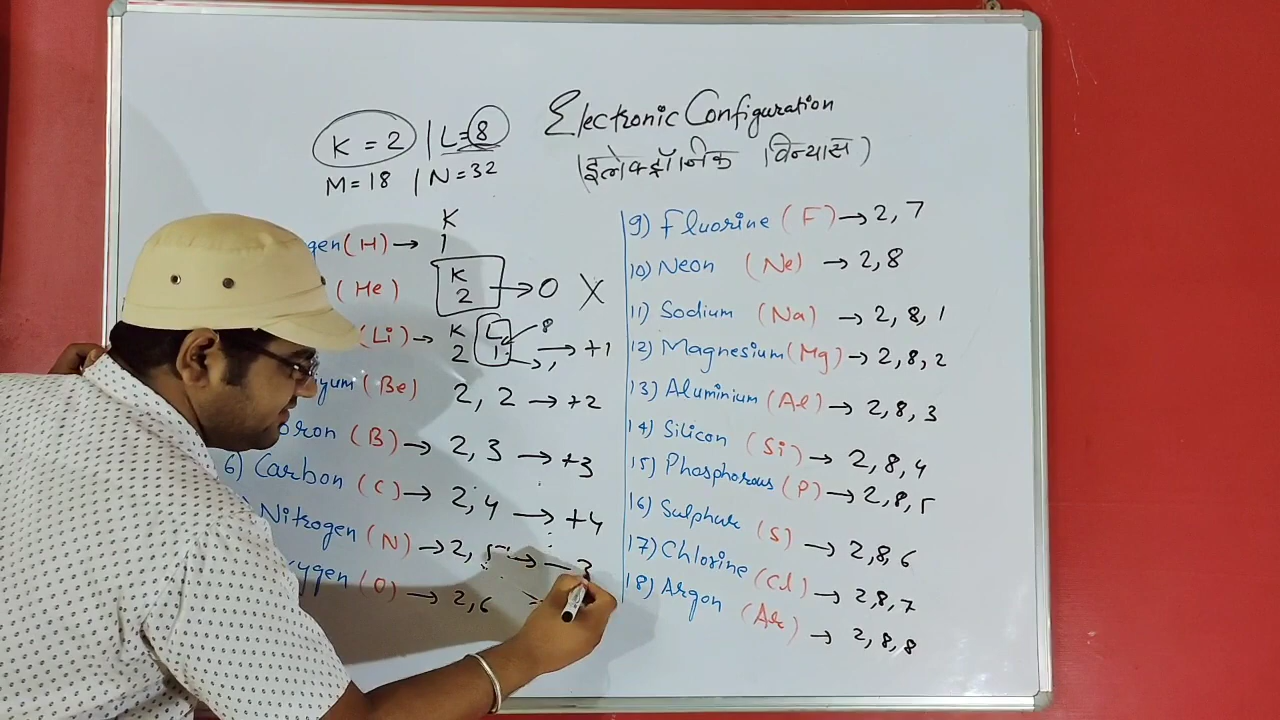 Electronic Configuration
(इलेक्ट्रॉनिक विन्यास)
K = 2 | L = 8
M = 18 | N = 32
K
gen (H) → 1
(He) K
2 → 0 X
(Li) → K L 8
2 1 → 1 → +1
iyum (Be) 2, 2 → +2
oron (B) → 2, 3 → +3
6) Carbon (C) → 2, 4 → +4
Nitrogen (N) → 2, 5 → -3
ygen (O) → 2, 6
9) Fluorine (F) → 2, 7
10) Neon (Ne) → 2, 8
11) Sodium (Na) → 2, 8, 1
12) Magnesium (Mg) → 2, 8, 2
13) Aluminium (Al) → 2, 8, 3
14) Silicon (Si) → 2, 8, 4
15) Phosphorous (P) → 2, 8, 5
16) Sulphur (S) → 2, 8, 6
17) Chlorine (Cl) → 2, 8, 7
18) Argon (Ar) → 2, 8, 8